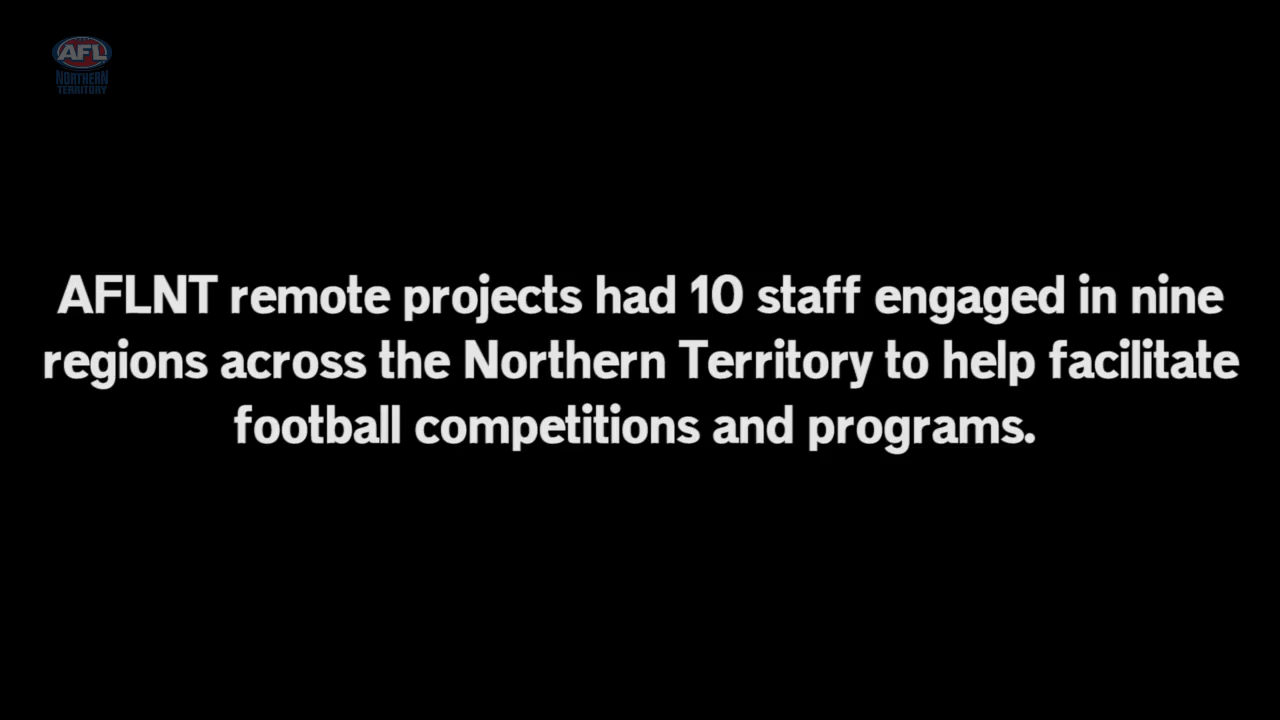 AFL
NORTHERN
TERRITORY
AFLNT remote projects had 10 staff engaged in nine
regions across the Northern Territory to help facilitate
football competitions and programs.